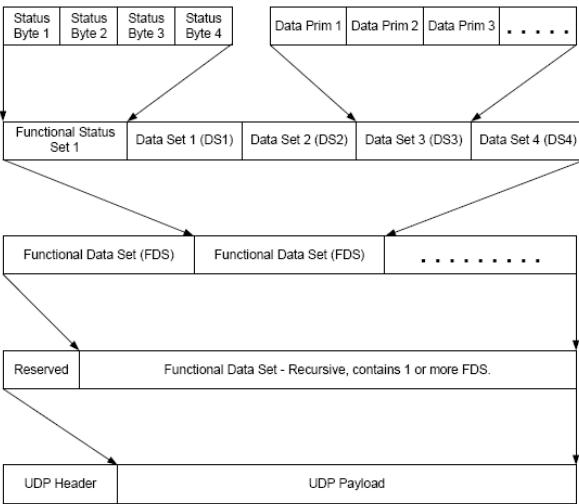 Status Byte 1
Status Byte 2
Status Byte 3
Status Byte 4
Data Prim 1
Data Prim 2
Data Prim 3
. . . . .
Functional Status
Set 1
Data Set 1 (DS1)
Data Set 2 (DS2)
Data Set 3 (DS3)
Data Set 4 (DS4)
Functional Data Set (FDS)
Functional Data Set (FDS)
. . . . . . . . .
Reserved
Functional Data Set - Recursive, contains 1 or more FDS.
UDP Header
UDP Payload